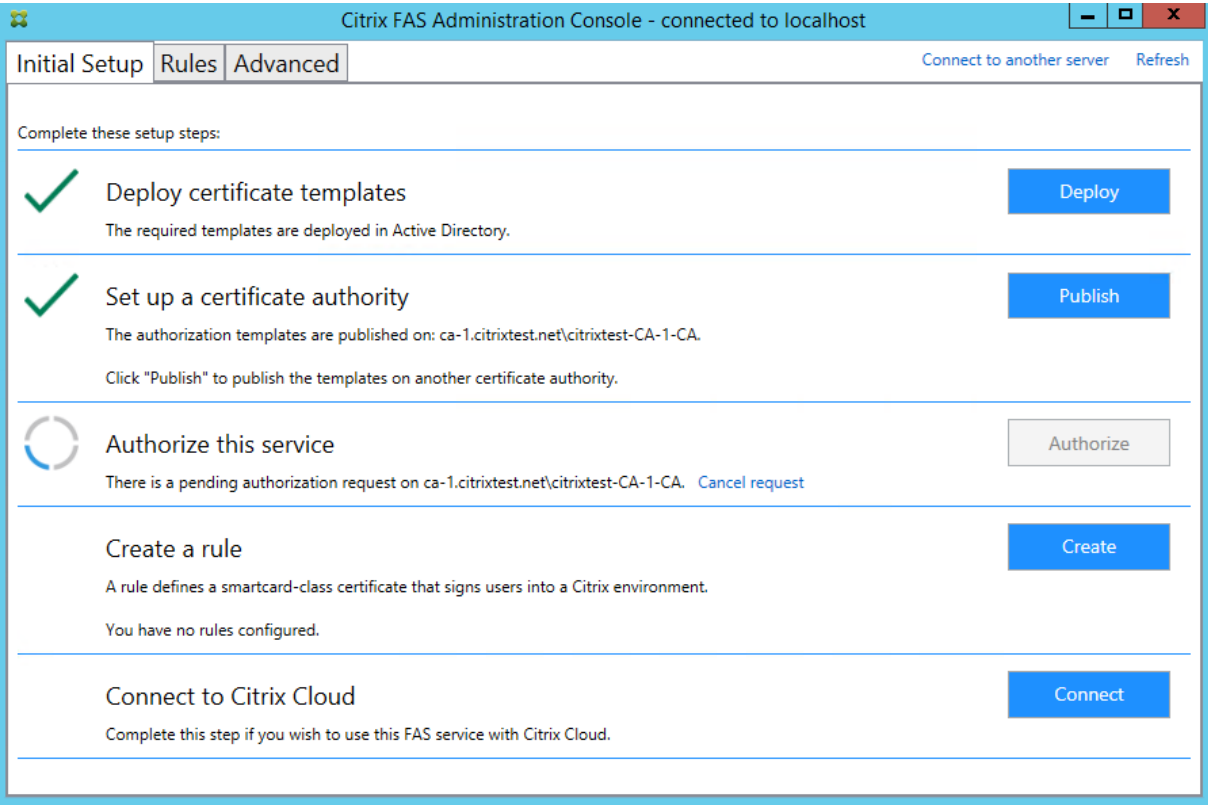 Citrix FAS Administration Console - connected to localhost
Initial Setup Rules Advanced Connect to another server Refresh
Complete these setup steps:
Deploy certificate templates Deploy
The required templates are deployed in Active Directory.
Set up a certificate authority Publish
The authorization templates are published on: ca-1.citrixtest.net\citrixtest-CA-1-CA.
Click "Publish" to publish the templates on another certificate authority.
Authorize this service Authorize
There is a pending authorization request on ca-1.citrixtest.net\citrixtest-CA-1-CA. Cancel request
Create a rule Create
A rule defines a smartcard-class certificate that signs users into a Citrix environment.
You have no rules configured.
Connect to Citrix Cloud Connect
Complete this step if you wish to use this FAS service with Citrix Cloud.